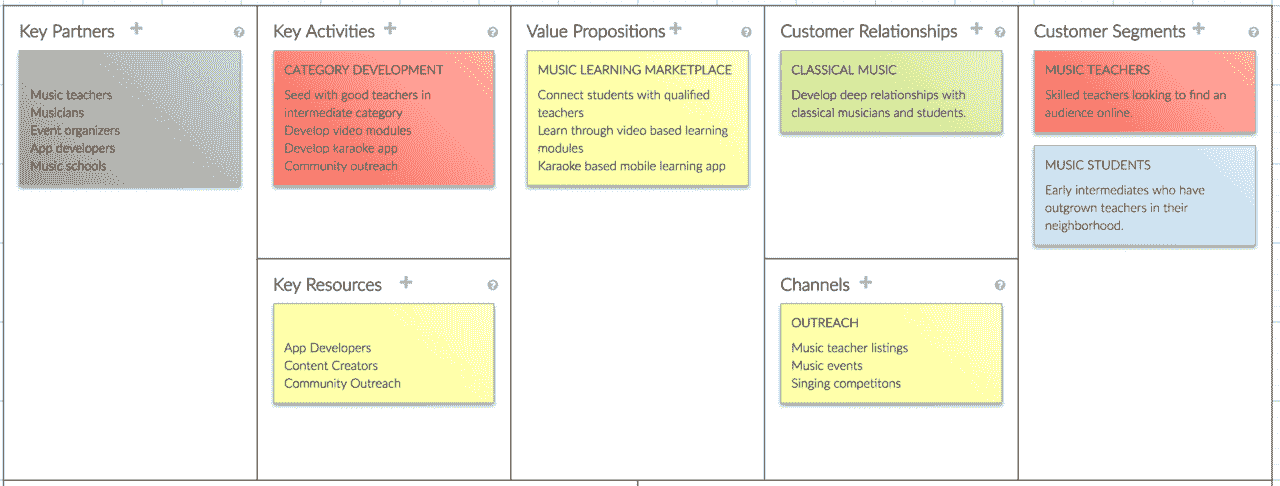 Key Partners
Music teachers
Musicians
Event organizers
App developers
Music schools
Key Activities
CATEGORY DEVELOPMENT
Seed with good teachers in
intermediate category
Develop video modules
Develop karaoke app
Community outreach
Key Resources
App Developers
Content Creators
Community Outreach
Value Propositions
MUSIC LEARNING MARKETPLACE
Connect students with qualified
teachers
Learn through video based learning
modules
Karaoke based mobile learning app
Customer Relationships
CLASSICAL MUSIC
Develop deep relationships with
classical musicians and students.
Channels
OUTREACH
Music teacher listings
Music events
Singing competitons
Customer Segments
MUSIC TEACHERS
Skilled teachers looking to find an
audience online.
MUSIC STUDENTS
Early intermediates who have
outgrown teachers in their
neighborhood.